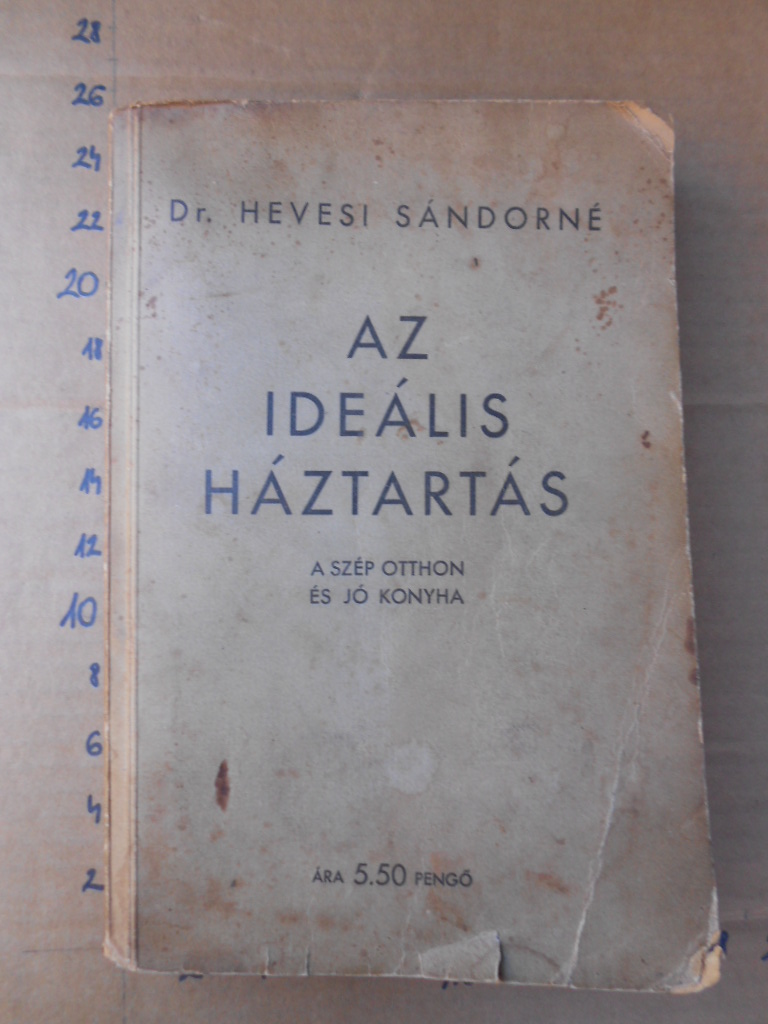 28
26
24
22
20
18
16
14
12
10
8
6
4
2
Dr. HEVESI SÁNDORNÉ
AZ
IDEÁLIS
HÁZTARTÁS
A SZÉP OTTHON
ÉS JÓ KONYHA
ÁRA 5.50 PENGŐ